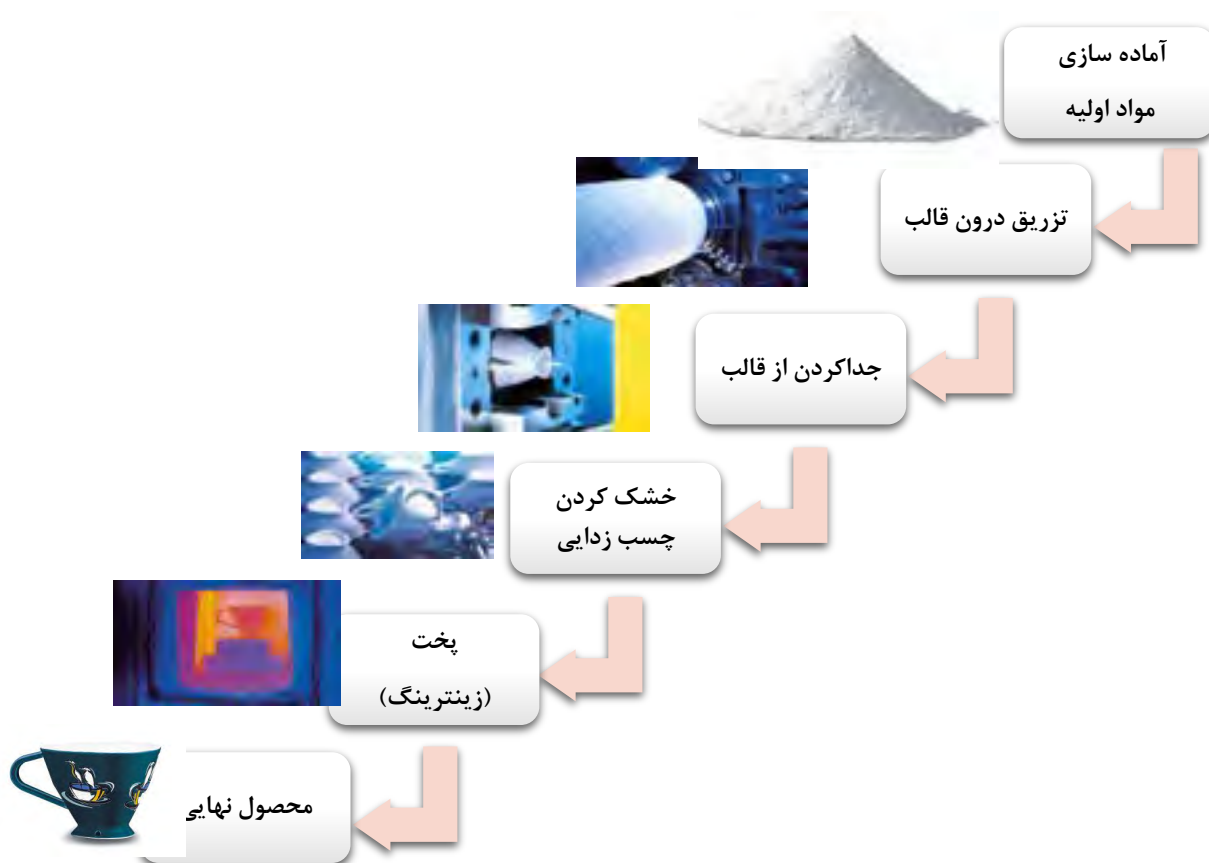 آماده سازی
مواد اولیه
تزریق درون قالب
جداکردن از قالب
خشک کردن
چسب زدایی
پخت
(زینترینگ)
محصول نهایی